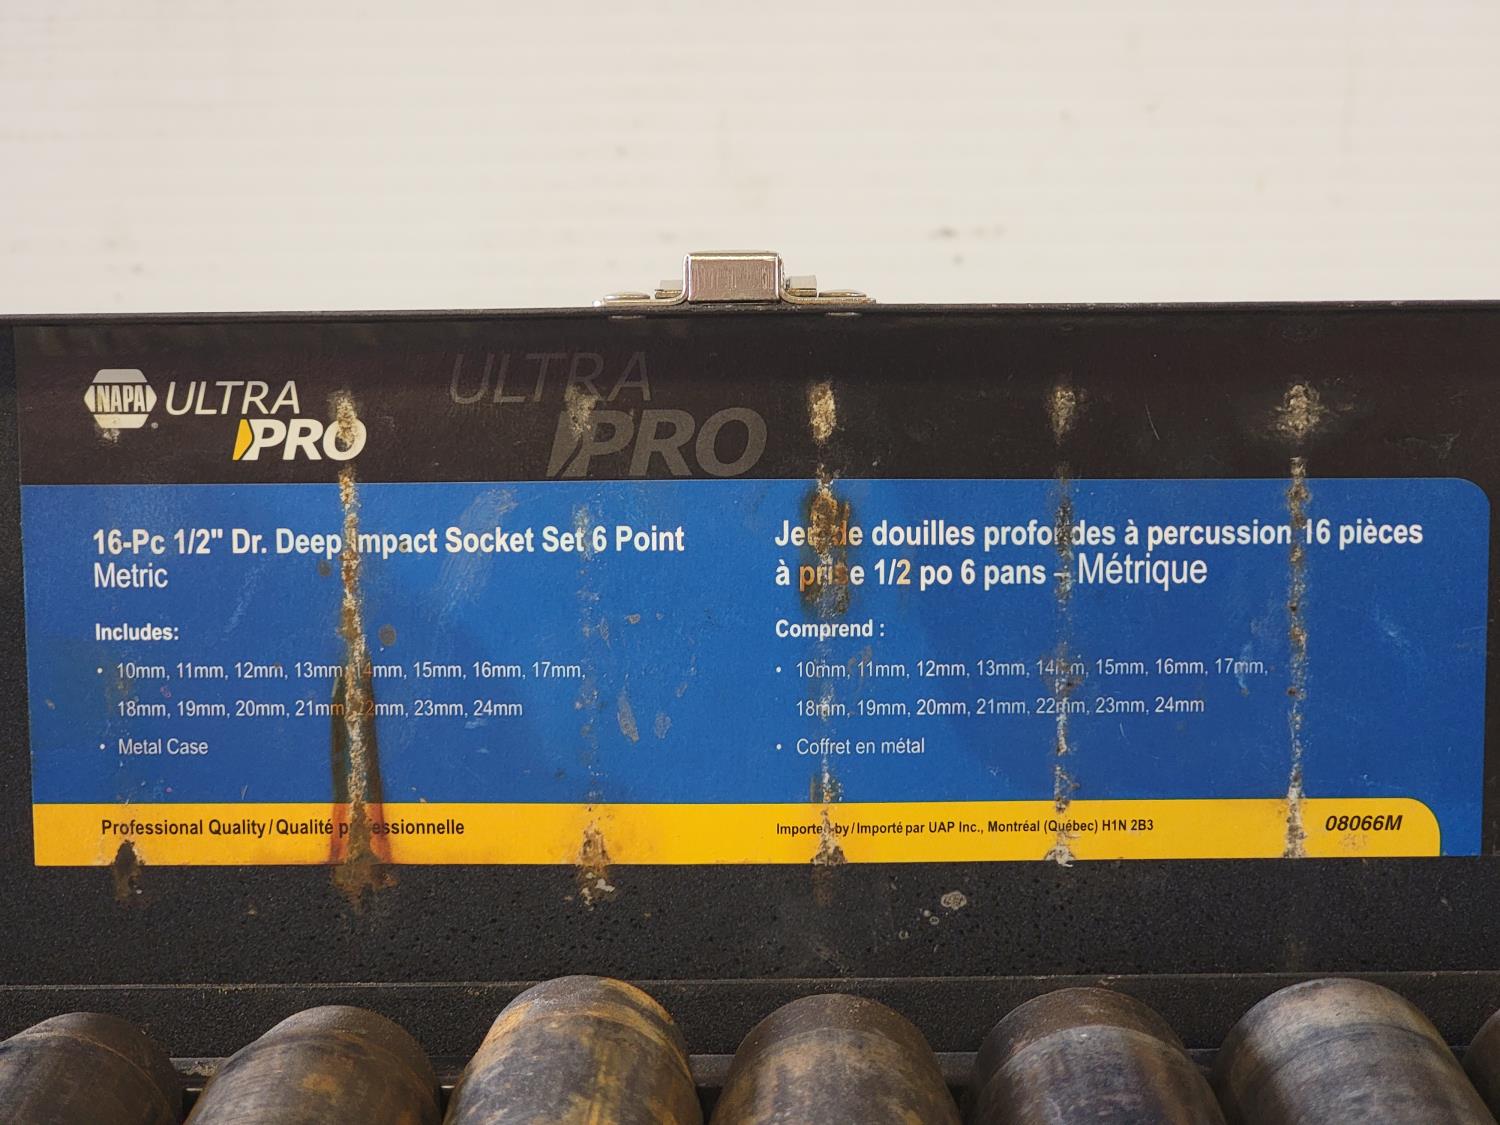 NAPA ULTRA
PRO
ULTRA
PRO
16-Pc 1/2" Dr. Deep Impact Socket Set 6 Point
Metric
Includes:
• 10mm, 11mm, 12mm, 13mm, 14mm, 15mm, 16mm, 17mm,
18mm, 19mm, 20mm, 21mm, 22mm, 23mm, 24mm
• Metal Case
Jeu de douilles profondes à percussion 16 pièces
à prise 1/2 po 6 pans – Métrique
Comprend :
• 10mm, 11mm, 12mm, 13mm, 14mm, 15mm, 16mm, 17mm,
18mm, 19mm, 20mm, 21mm, 22mm, 23mm, 24mm
• Coffret en métal
Professional Quality / Qualité professionnelle
Imported by / Importé par UAP Inc., Montréal (Québec) H1N 2B3
08066M